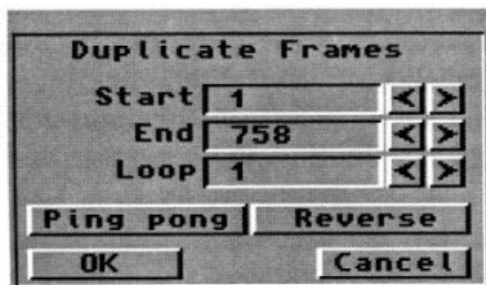 Duplicate Frames
Start 1 < >
End 758 < >
Loop 1 < >
Ping pong Reverse
OK Cancel